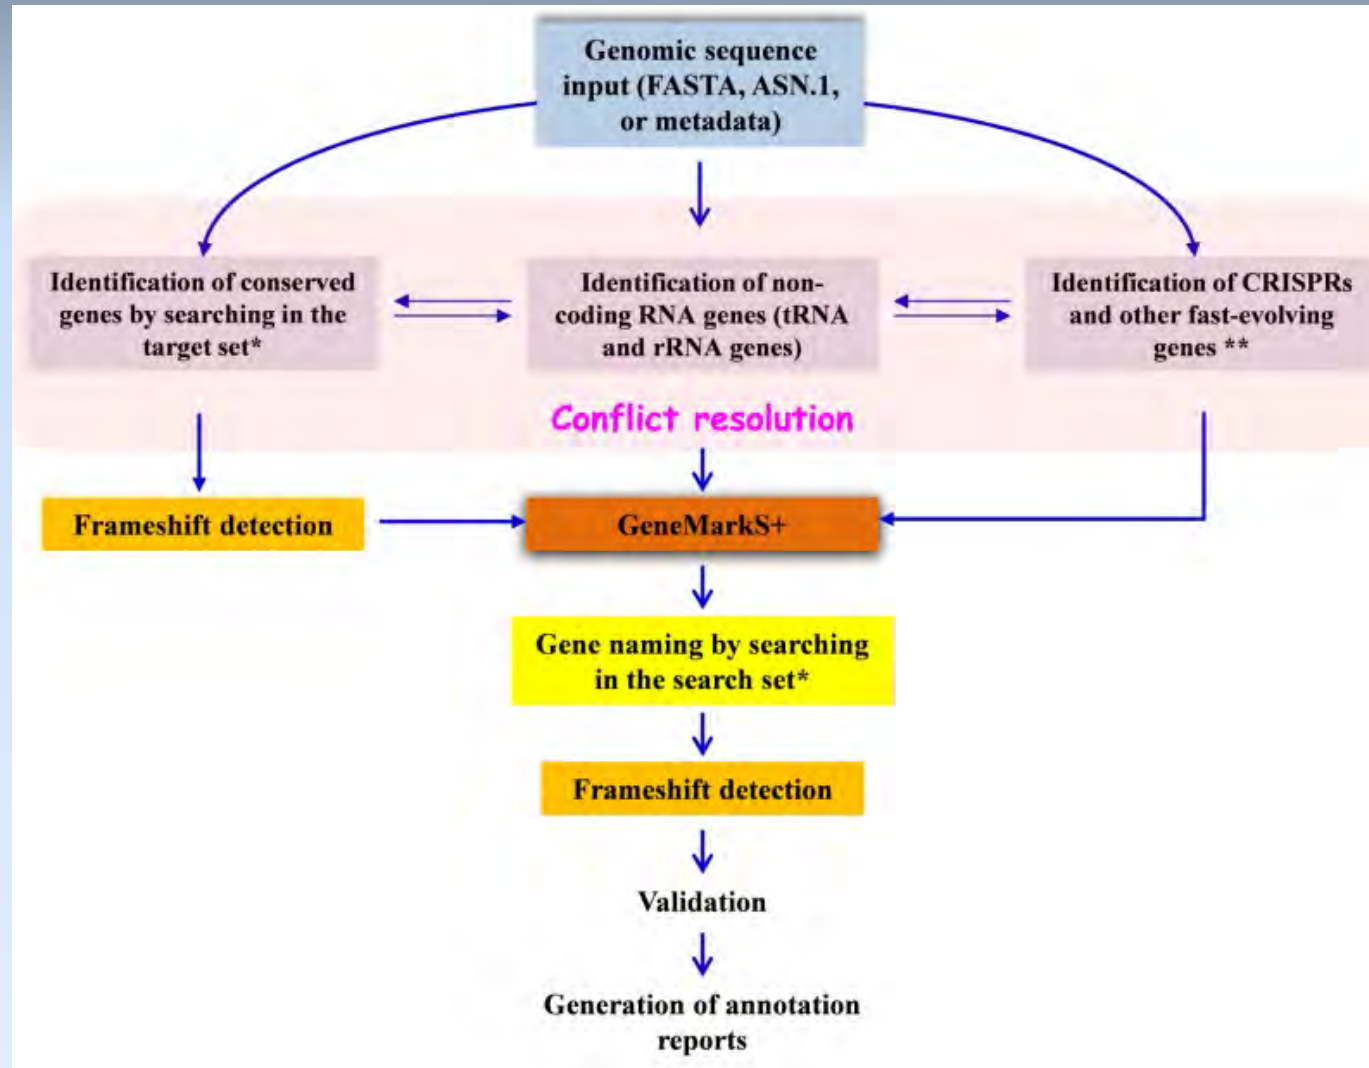 Genomic sequence
input (FASTA, ASN.1,
or metadata)
Identification of conserved
genes by searching in the
target set*
Identification of non-
coding RNA genes (tRNA
and rRNA genes)
Identification of CRISPRs
and other fast-evolving
genes **
Conflict resolution
Frameshift detection
GeneMarkS+
Gene naming by searching
in the search set*
Frameshift detection
Validation
Generation of annotation
reports